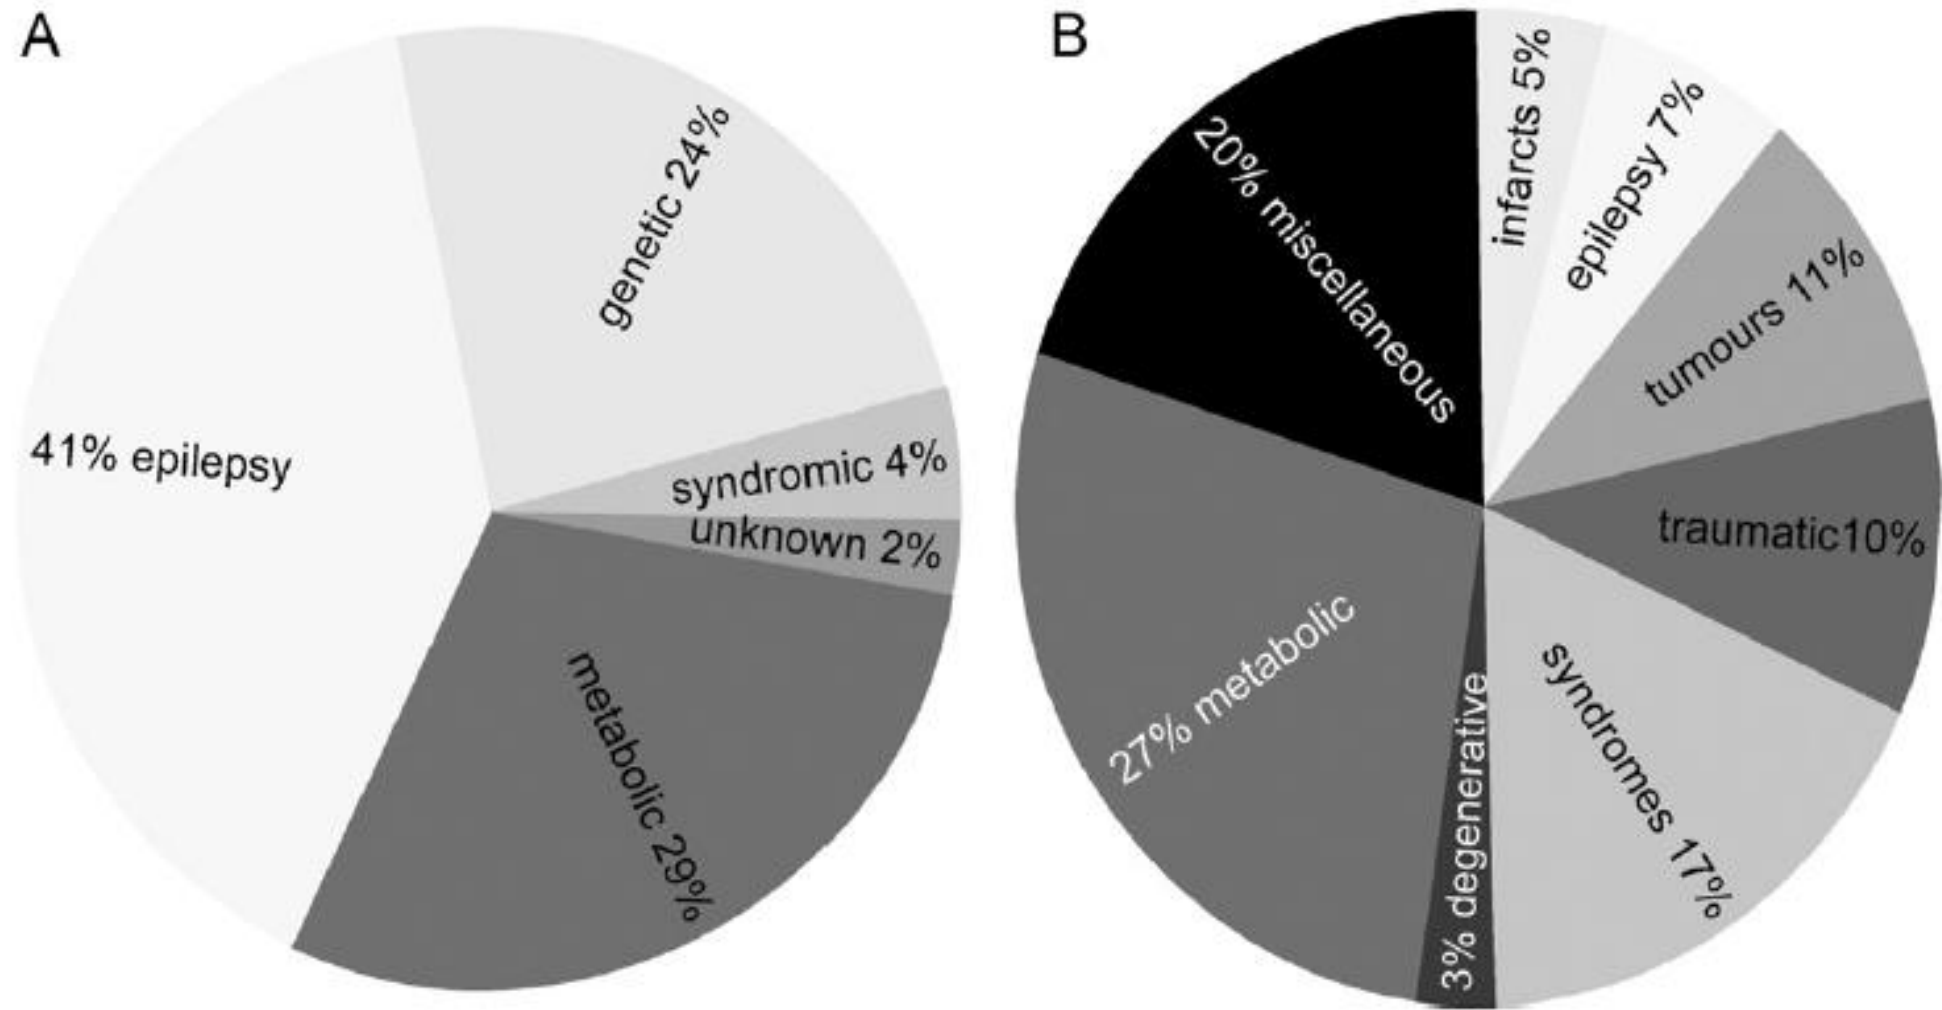 A
genetic 24%
syndromic 4%
unknown 2%
metabolic 29%
41% epilepsy
B
infarcts 5%
epilepsy 7%
tumours 11%
traumatic10%
syndromes 17%
3% degenerative
27% metabolic
20% miscellaneous